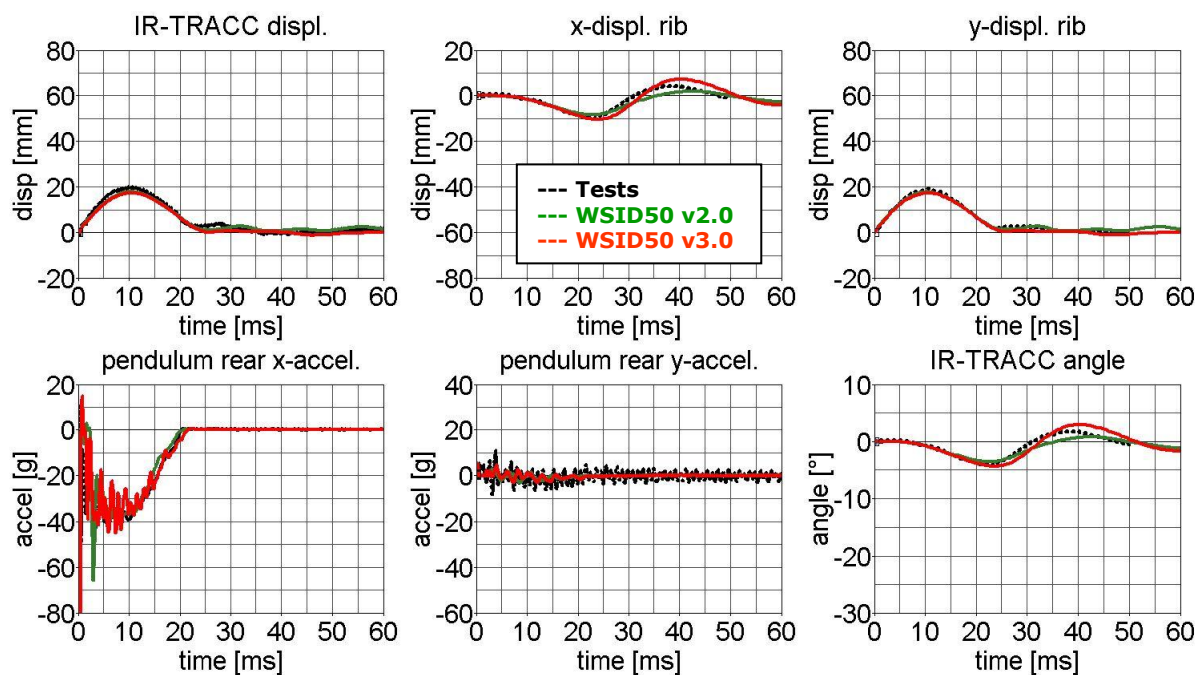 IR-TRACC displ.
x-displ. rib
y-displ. rib
80
60
40
20
0
-20
disp [mm]
0 10 20 30 40 50 60
time [ms]
20
0
-20
-40
-60
-80
disp [mm]
0 10 20 30 40 50 60
time [ms]
Tests
WSID50 v2.0
WSID50 v3.0
80
60
40
20
0
-20
disp [mm]
0 10 20 30 40 50 60
time [ms]
pendulum rear x-accel.
pendulum rear y-accel.
IR-TRACC angle
20
0
-20
-40
-60
-80
accel [g]
0 10 20 30 40 50 60
time [ms]
40
20
0
-20
-40
-60
accel [g]
0 10 20 30 40 50 60
time [ms]
10
0
-10
-20
-30
angle [°]
0 10 20 30 40 50 60
time [ms]